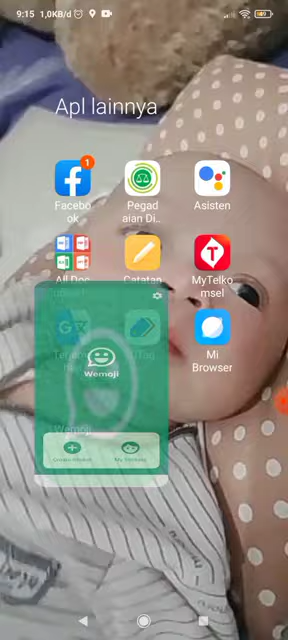 9:15 1,0KB/d
Apl lainnya
1
Facebo
ok
Pegad
aian Di..
Asisten
All Doc
Catatan
MyTelko
msel
Mi
Browser
Wemoji
Wemoji